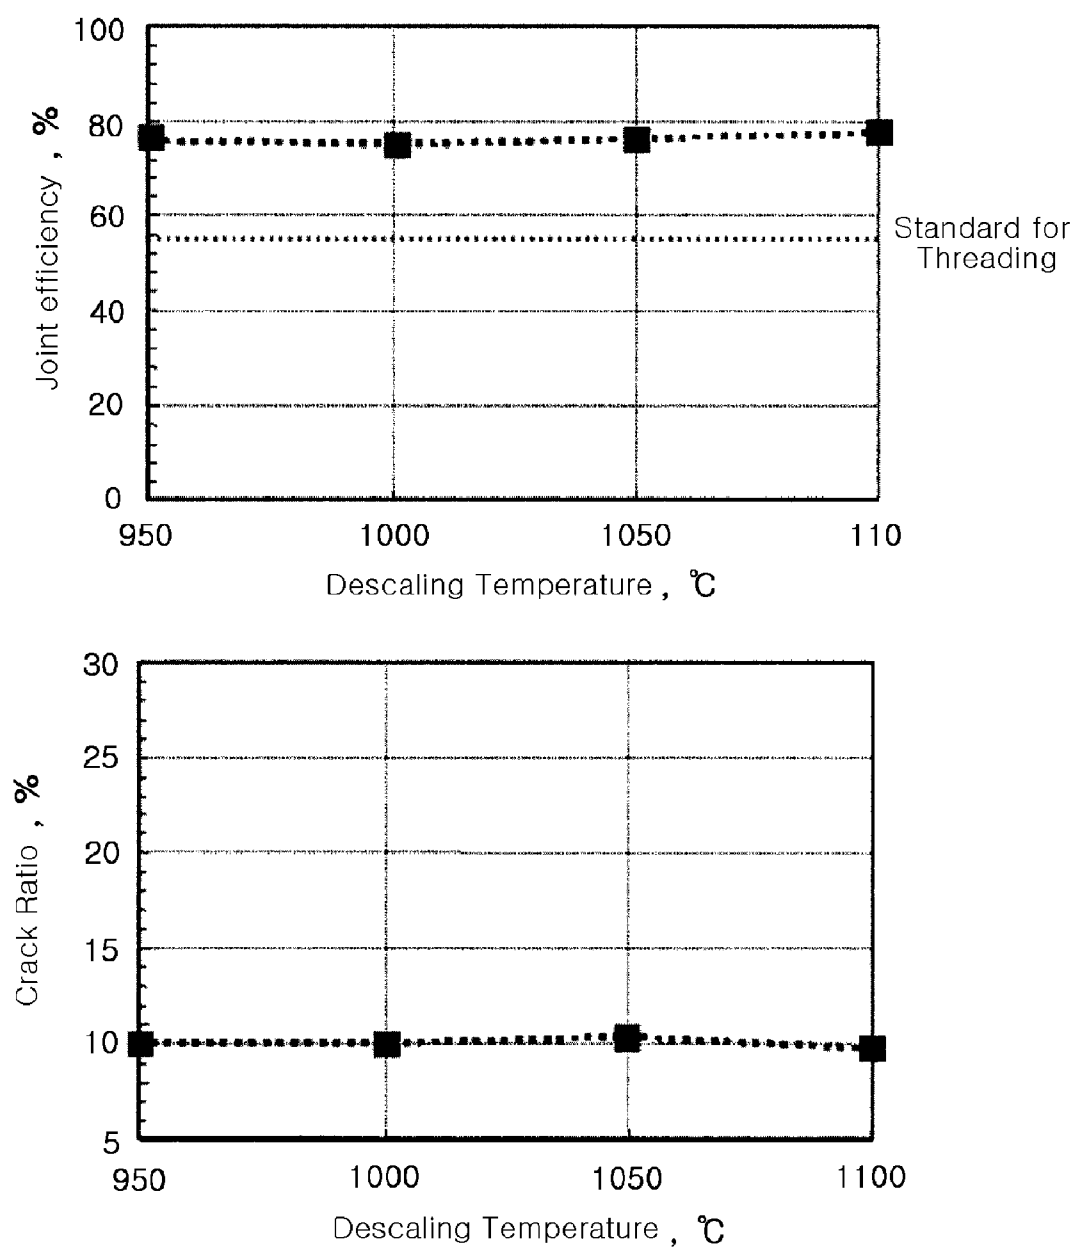 100
80
60
40
20
0
Joint efficiency , %
Standard for
Threading
950 1000 1050 110
Descaling Temperature , ℃
30
25
20
15
10
5
Crack Ratio , %
950 1000 1050 1100
Descaling Temperature , ℃